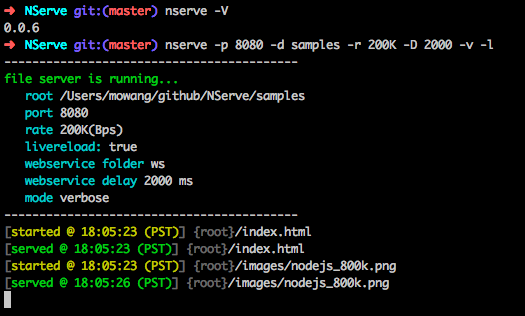 ➜ NServe git:(master) nserve -V
0.0.6
➜ NServe git:(master) nserve -p 8080 -d samples -r 200K -D 2000 -v -l
------------------------------------------
file server is running...
root /Users/mowang/github/NServe/samples
port 8080
rate 200K(Bps)
livereload: true
webservice folder ws
webservice delay 2000 ms
mode verbose
------------------------------------------
[started @ 18:05:23 (PST)] {root}/index.html
[served @ 18:05:23 (PST)] {root}/index.html
[started @ 18:05:23 (PST)] {root}/images/nodejs_800k.png
[served @ 18:05:26 (PST)] {root}/images/nodejs_800k.png